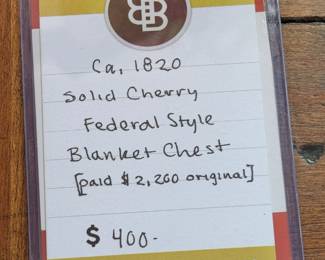 Ca. 1820
Solid Cherry
Federal Style
Blanket Chest
[paid $2,200 original]
$400-